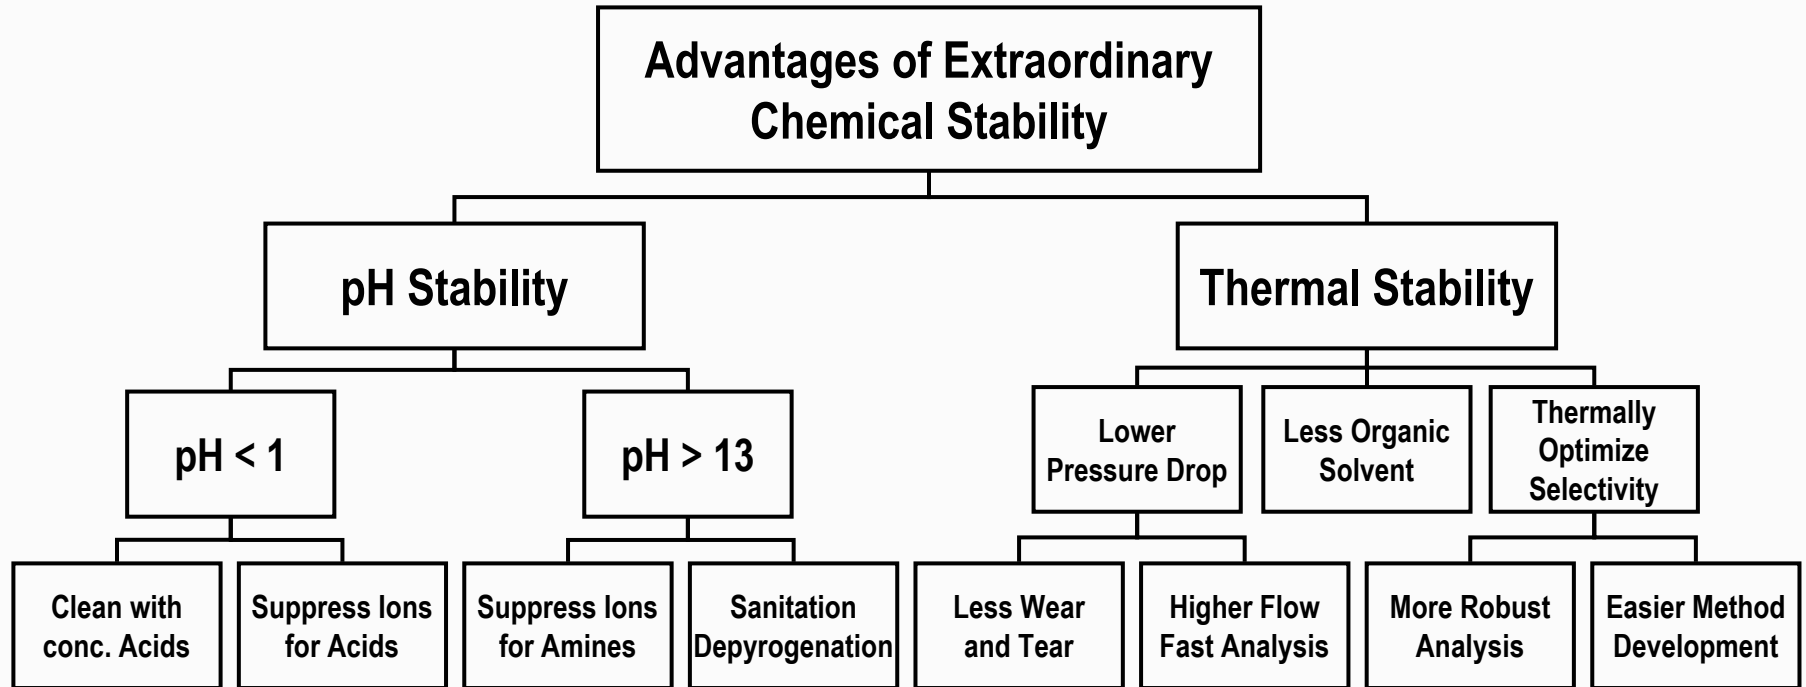 Advantages of Extraordinary
Chemical Stability
pH Stability
Thermal Stability
pH < 1
pH > 13
Lower
Pressure Drop
Less Organic
Solvent
Thermally
Optimize
Selectivity
Clean with
conc. Acids
Suppress Ions
for Acids
Suppress Ions
for Amines
Sanitation
Depyrogenation
Less Wear
and Tear
Higher Flow
Fast Analysis
More Robust
Analysis
Easier Method
Development